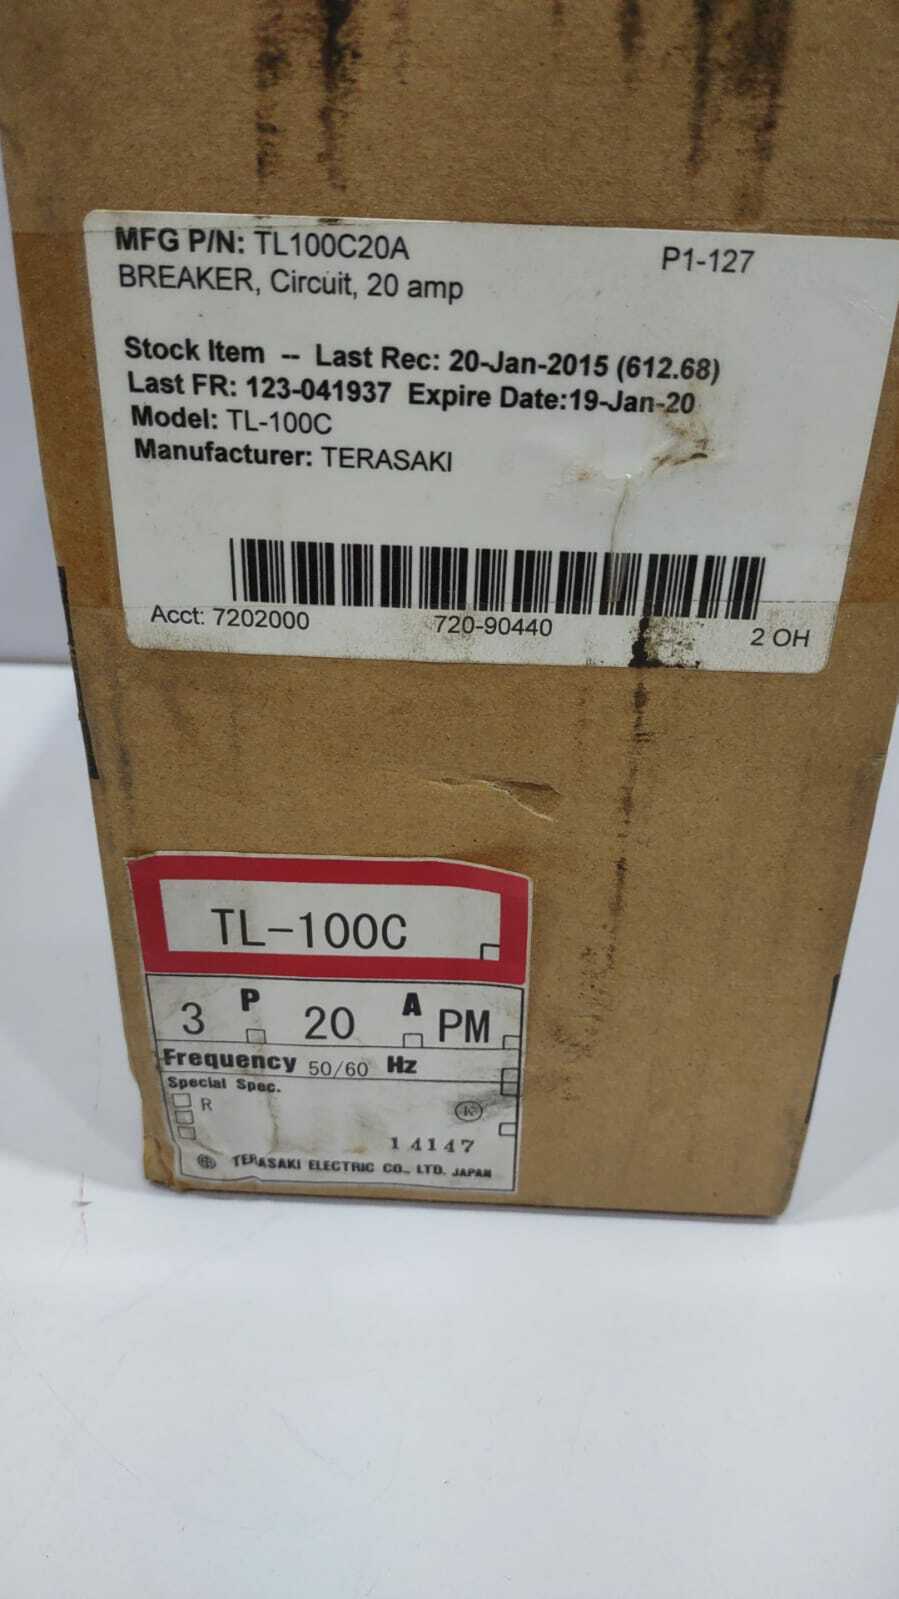 MFG P/N: TL100C20A P1-127
BREAKER, Circuit, 20 amp
Stock Item -- Last Rec: 20-Jan-2015 (612.68)
Last FR: 123-041937 Expire Date:19-Jan-20
Model: TL-100C
Manufacturer: TERASAKI
Acct: 7202000 720-90440 2 OH
TL-100C
3 P 20 A PM
Frequency 50/60 Hz
Special Spec.
R
K
14147
TERASAKI ELECTRIC CO., LTD. JAPAN